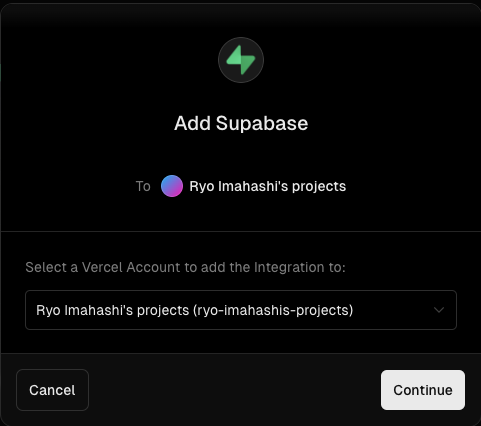 Add Supabase
To Ryo Imahashi's projects
Select a Vercel Account to add the Integration to:
Ryo Imahashi's projects (ryo-imahashis-projects)
Cancel Continue